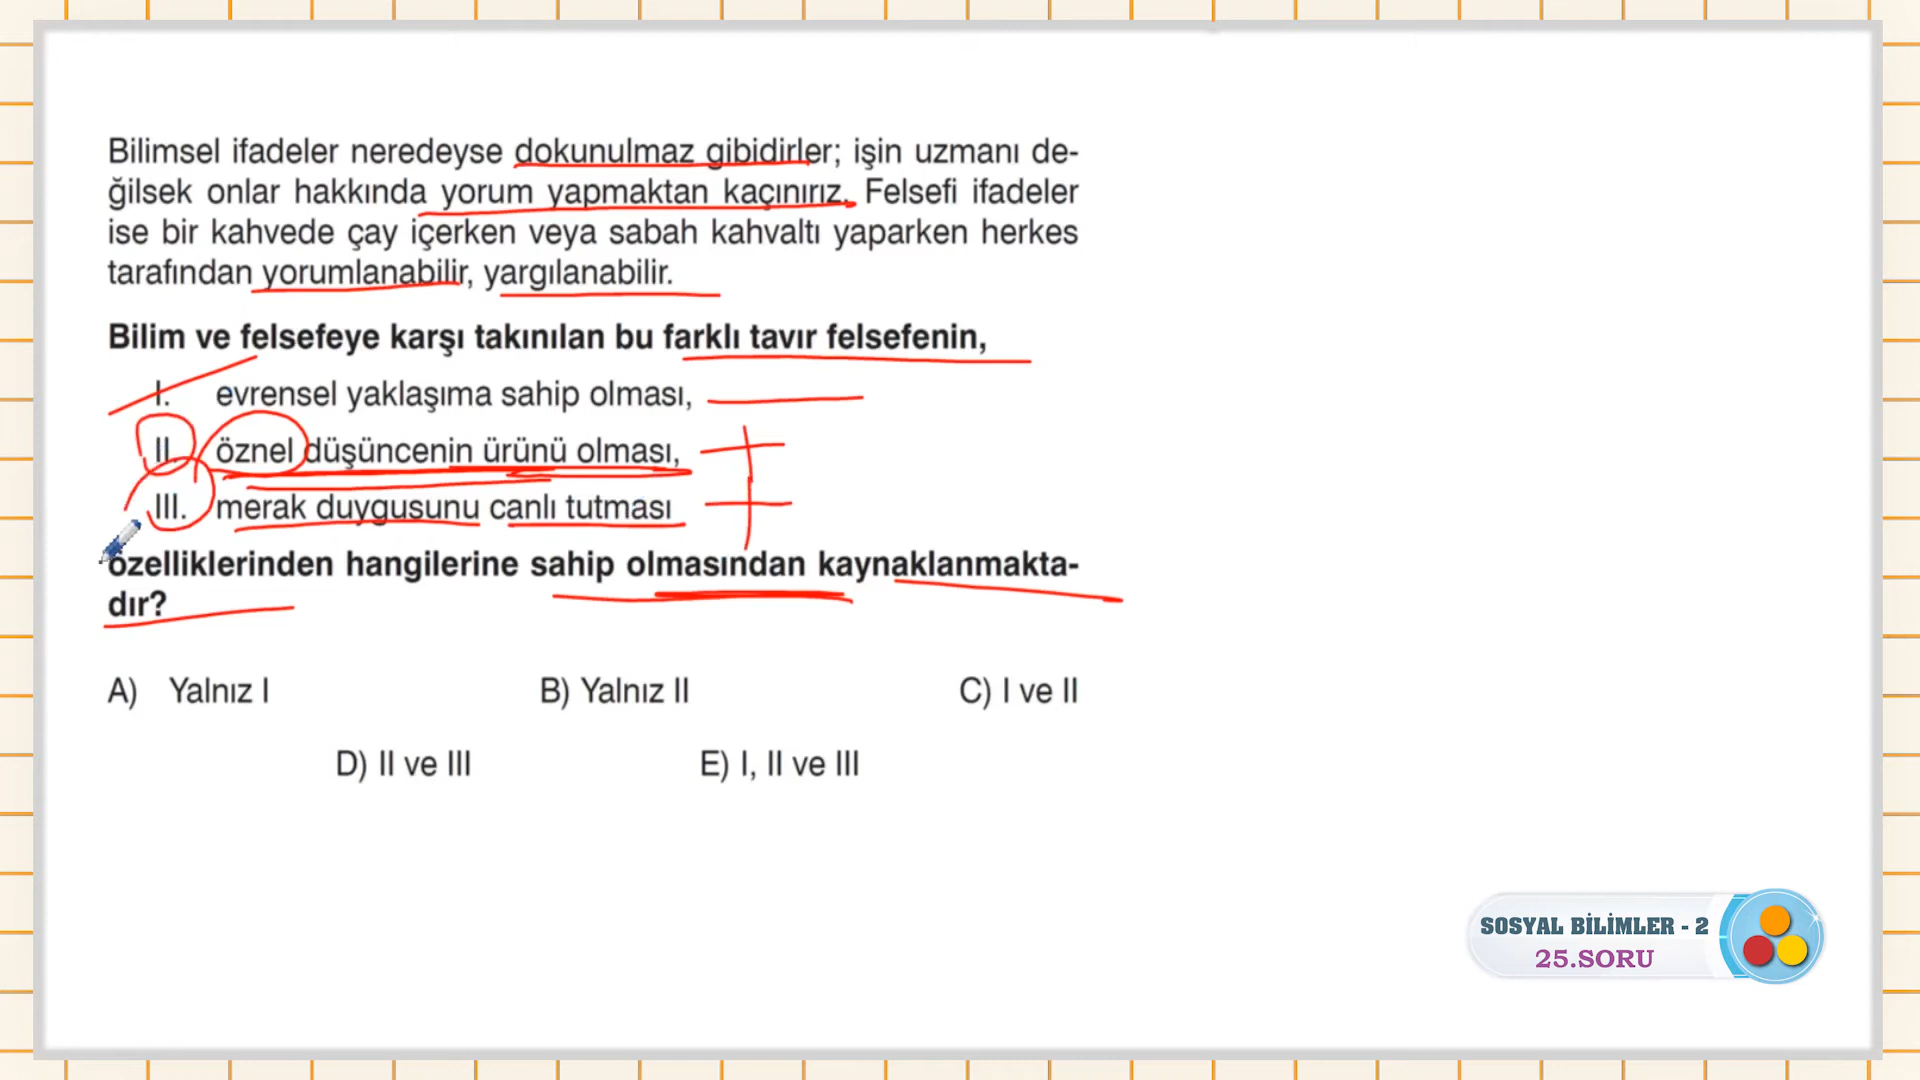 Bilimsel ifadeler neredeyse dokunulmaz gibidirler; işin uzmanı de-
ğilsek onlar hakkında yorum yapmaktan kaçınırız. Felsefi ifadeler
ise bir kahvede çay içerken veya sabah kahvaltı yaparken herkes
tarafından yorumlanabilir, yargılanabilir.
Bilim ve felsefeye karşı takınılan bu farklı tavır felsefenin,
I. evrensel yaklaşıma sahip olması,
II. öznel düşüncenin ürünü olması,
III. merak duygusunu canlı tutması
özelliklerinden hangilerine sahip olmasından kaynaklanmakta-
dır?
A) Yalnız I B) Yalnız II C) I ve II
D) II ve III E) I, II ve III
SOSYAL BİLİMLER - 2
25.SORU